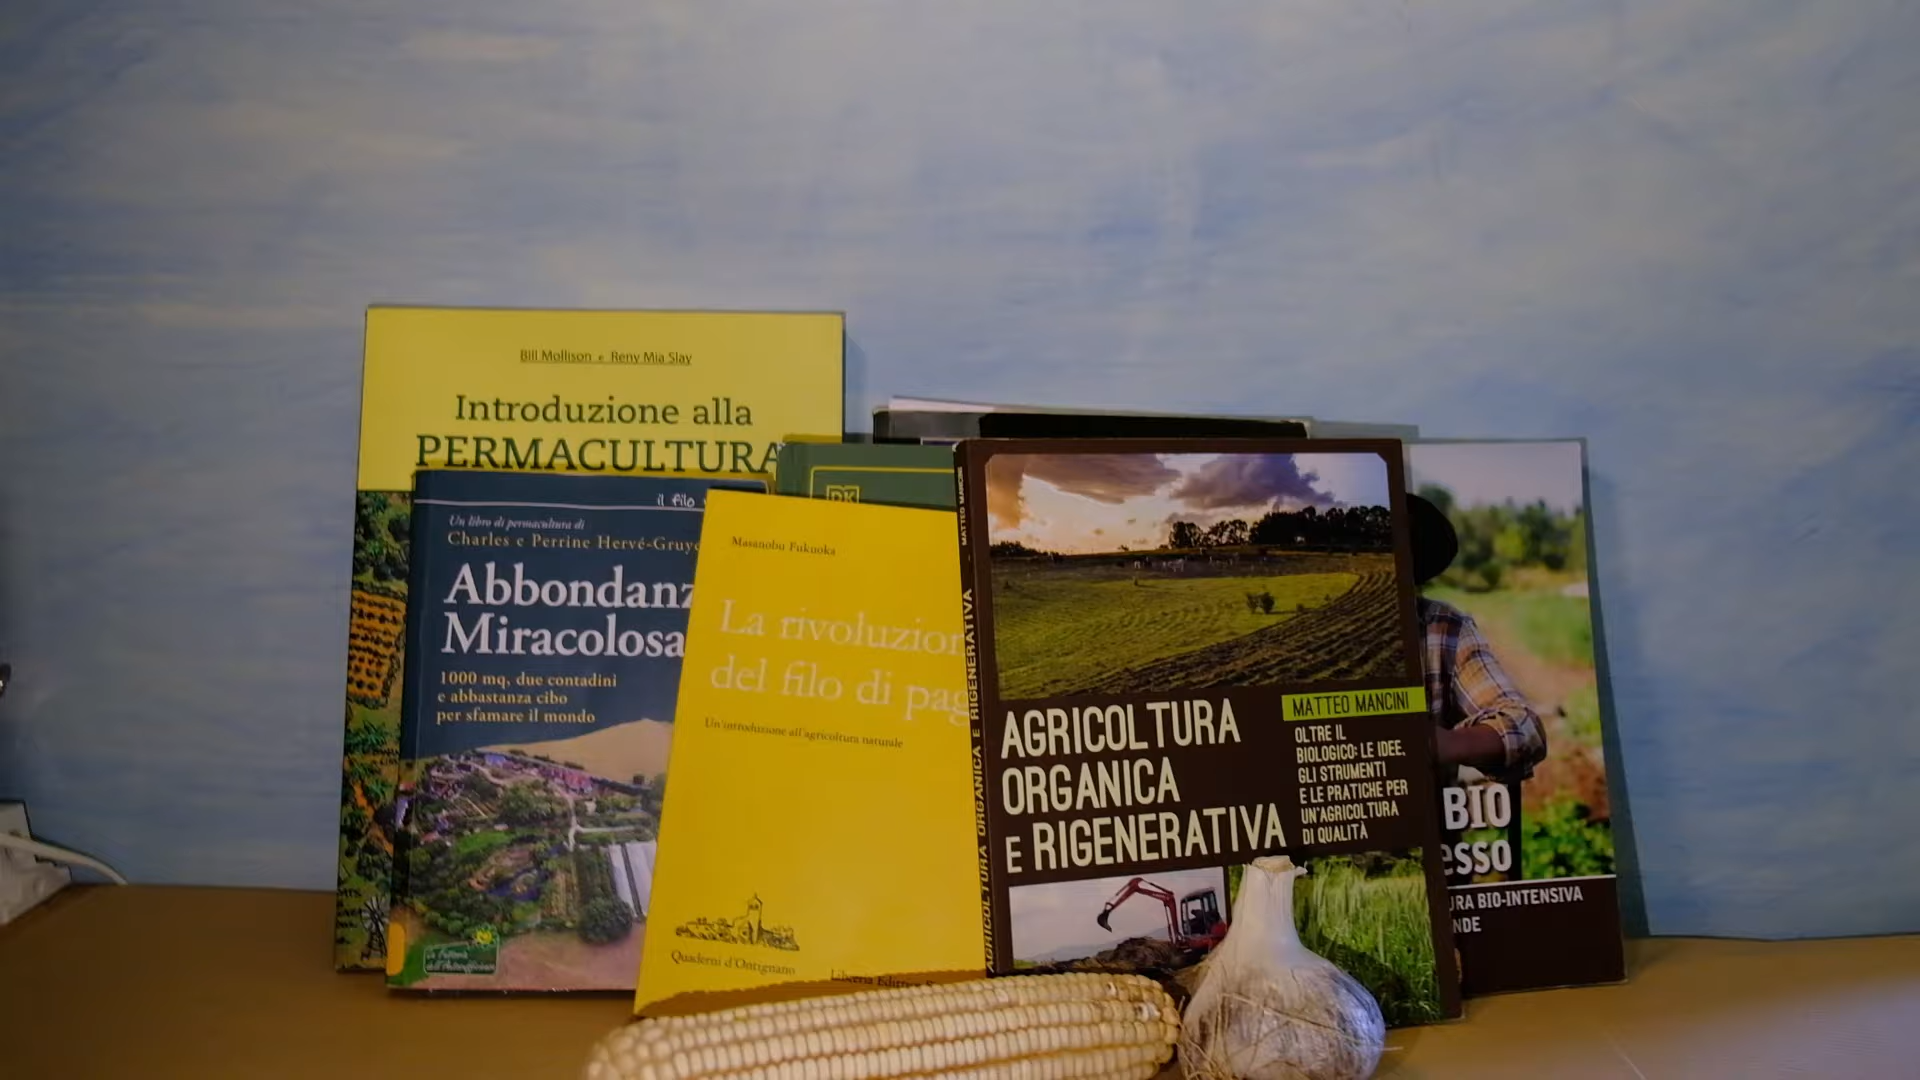 Bill Mollison e Reny Mia Slay
Introduzione alla
PERMACULTURA
il filo
Un libro di permacultura di
Charles e Perrine Hervé-Gruye
Abbondanz
Miracolosa
1000 mq, due contadini
e abbastanza cibo
per sfamare il mondo
DK
Masanobu Fukuoka
La rivoluzion
del filo di pag
Un'introduzione all'agricoltura naturale
Quaderni d'Ontignano
Libreria Editrice
MATTEO MANCINI
AGRICOLTURA ORGANICA E RIGENERATIVA
AGRICOLTURA
ORGANICA
E RIGENERATIVA
MATTEO MANCINI
OLTRE IL
BIOLOGICO: LE IDEE,
GLI STRUMENTI
E LE PRATICHE PER
UN'AGRICOLTURA
DI QUALITÀ
BIO
esso
URA BIO-INTENSIVA
NDE